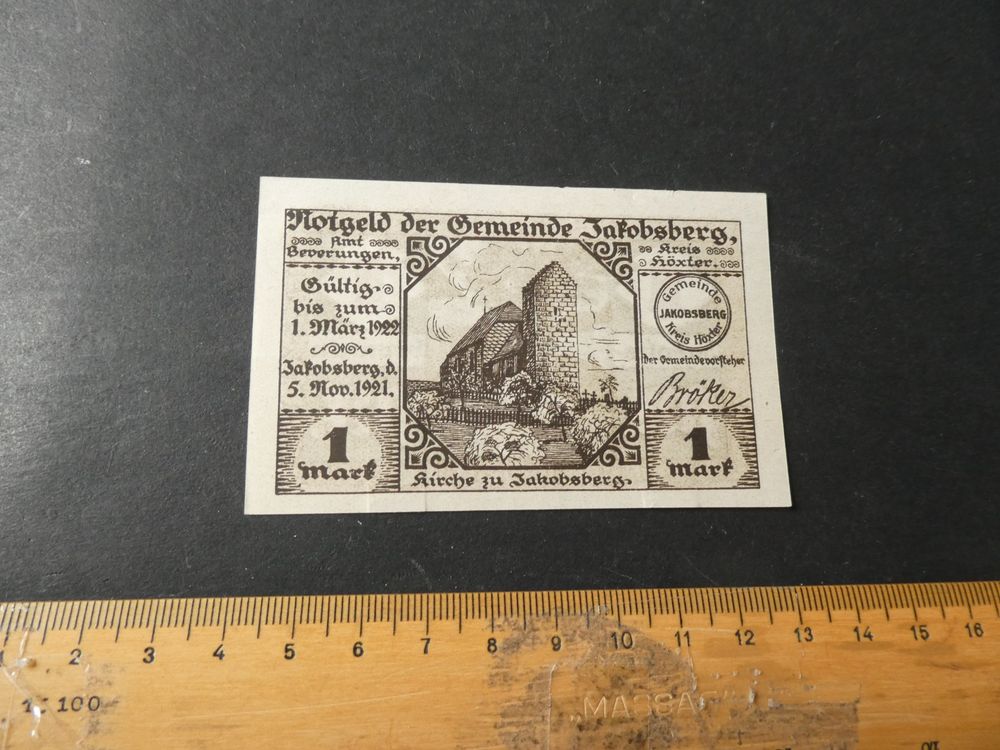 Notgeld der Gemeinde Jakobsberg,
Amt
Beverungen,
Kreis
Höxter.
Gültig
bis zum
1. März 1922
Jakobsberg, d.
5. Nov. 1921.
Gemeinde
JAKOBSBERG
Kreis Höxter
Der Gemeindevorsteher
Bröker
1
Mark
1
Mark
Kirche zu Jakobsberg.
1 2 3 4 5 6 7 8 9 10 11 12 13 14 15 16
1:100
„MASSA